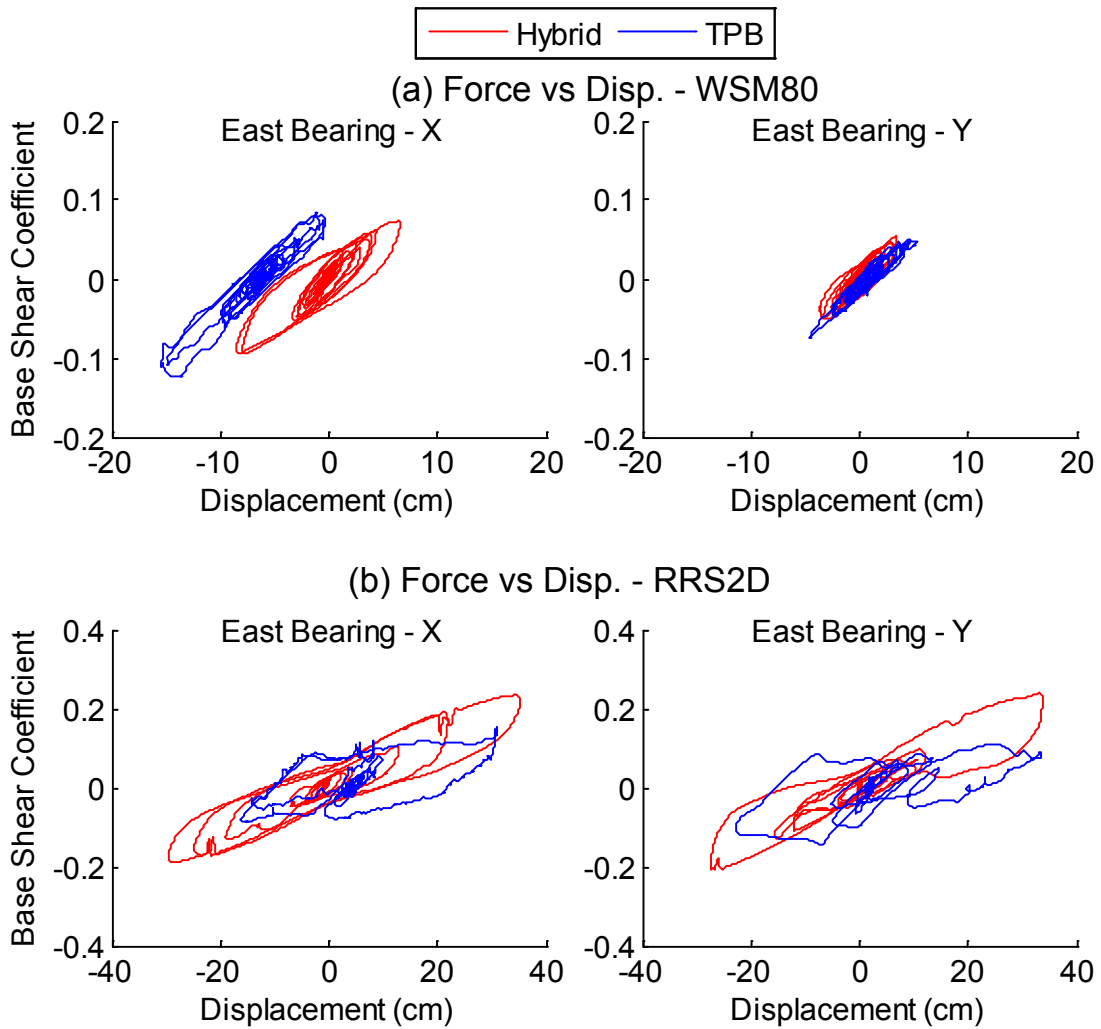 Hybrid TPB
(a) Force vs Disp. - WSM80
East Bearing - X
East Bearing - Y
Base Shear Coefficient
0.2
0.1
0
-0.1
-0.2
-20 -10 0 10 20
Displacement (cm)
0.2
0.1
0
-0.1
-0.2
-20 -10 0 10 20
Displacement (cm)
(b) Force vs Disp. - RRS2D
East Bearing - X
East Bearing - Y
Base Shear Coefficient
0.4
0.2
0
-0.2
-0.4
-40 -20 0 20 40
Displacement (cm)
0.4
0.2
0
-0.2
-0.4
-40 -20 0 20 40
Displacement (cm)